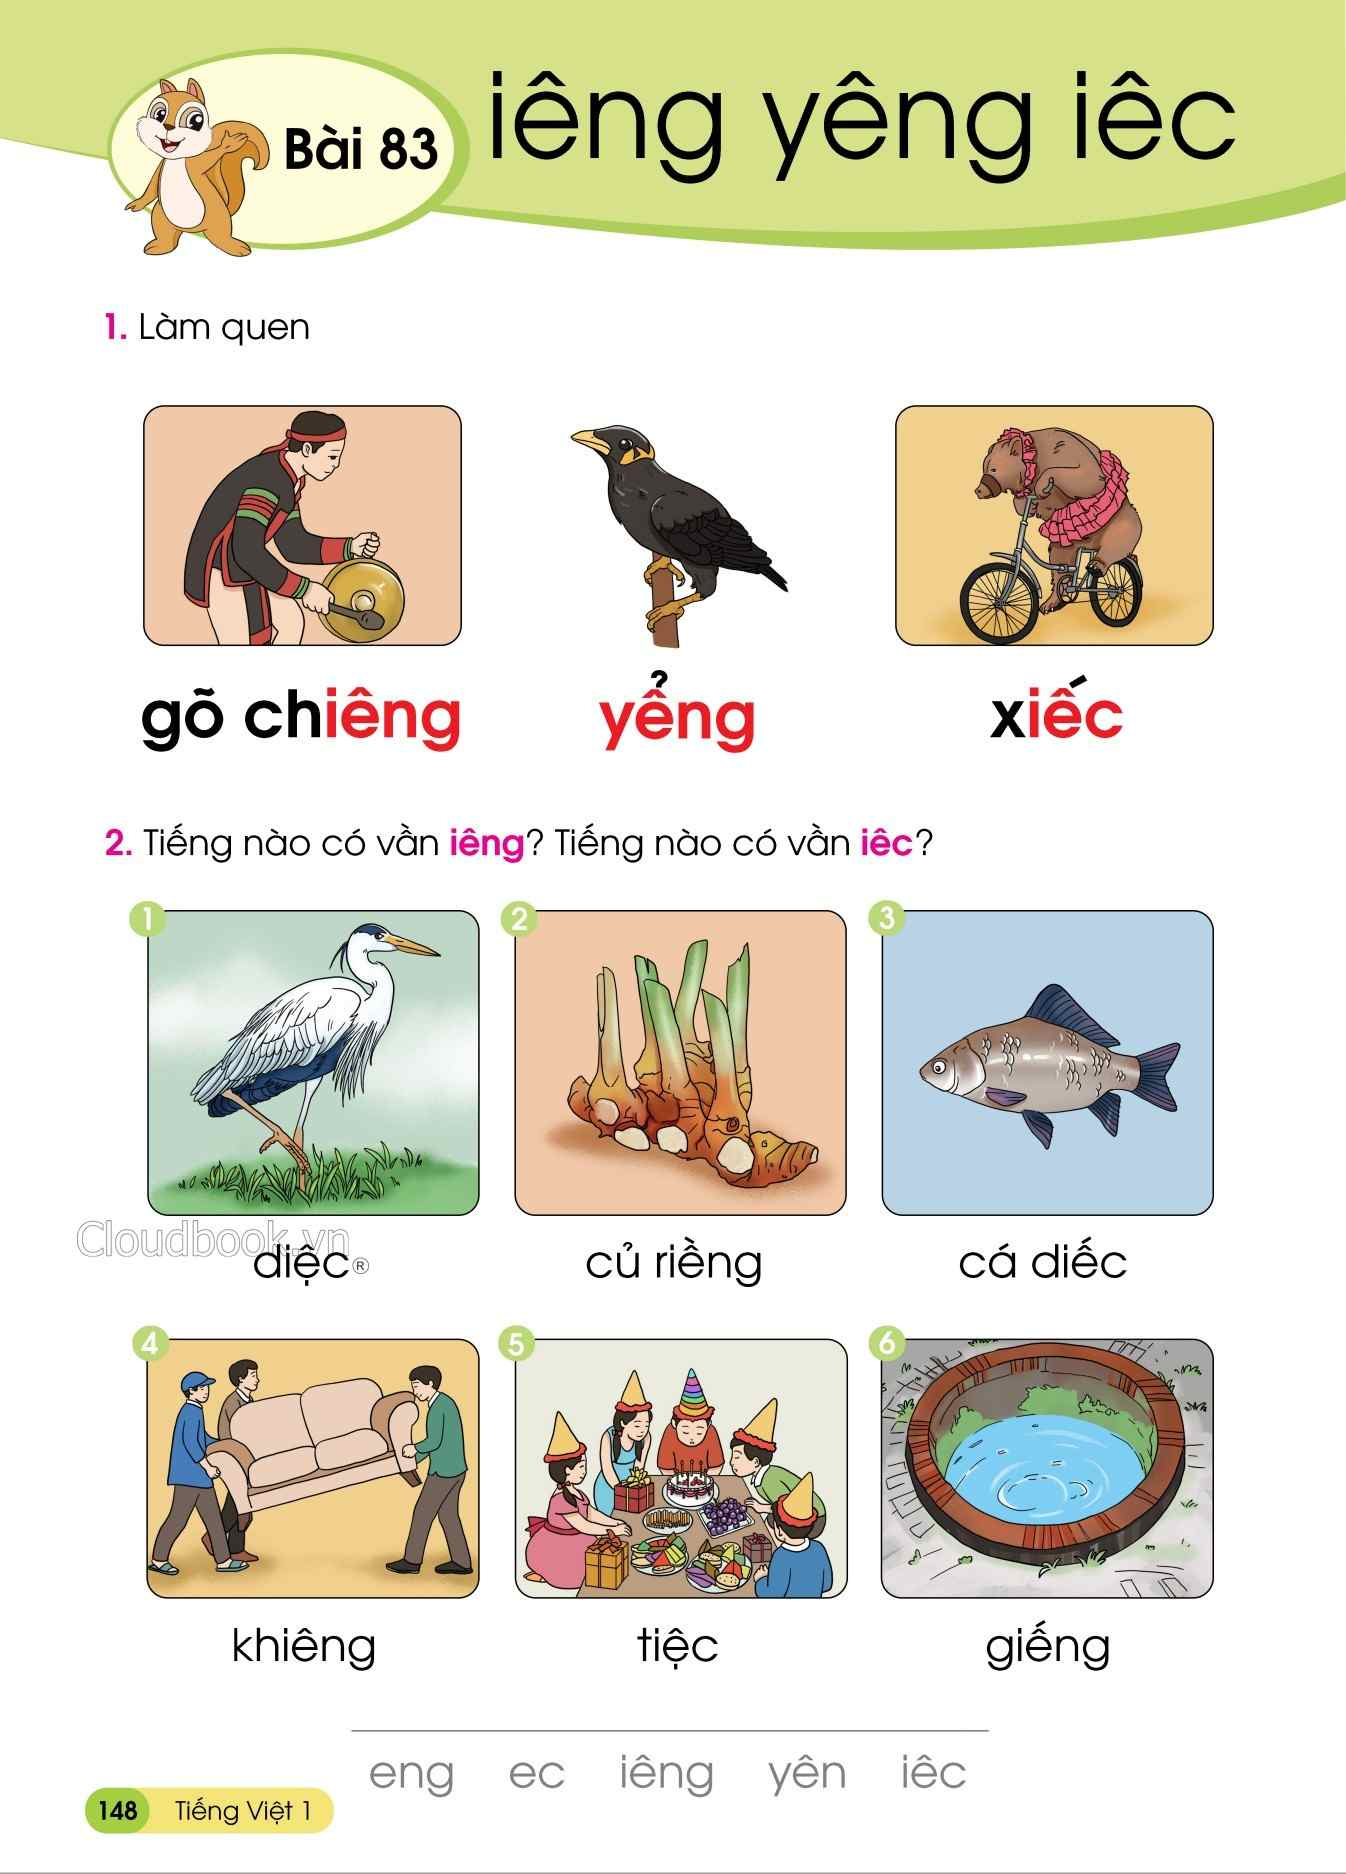 Bài 83
iêng yêng iêc
1. Làm quen
gõ chiêng
yểng
xiếc
2. Tiếng nào có vần iêng? Tiếng nào có vần iêc?
1
2
3
Cloudbook.vn
®
diệc
củ riềng
cá diếc
4
5
6
khiêng
tiệc
giếng
eng ec iêng yên iêc
148 Tiếng Việt 1